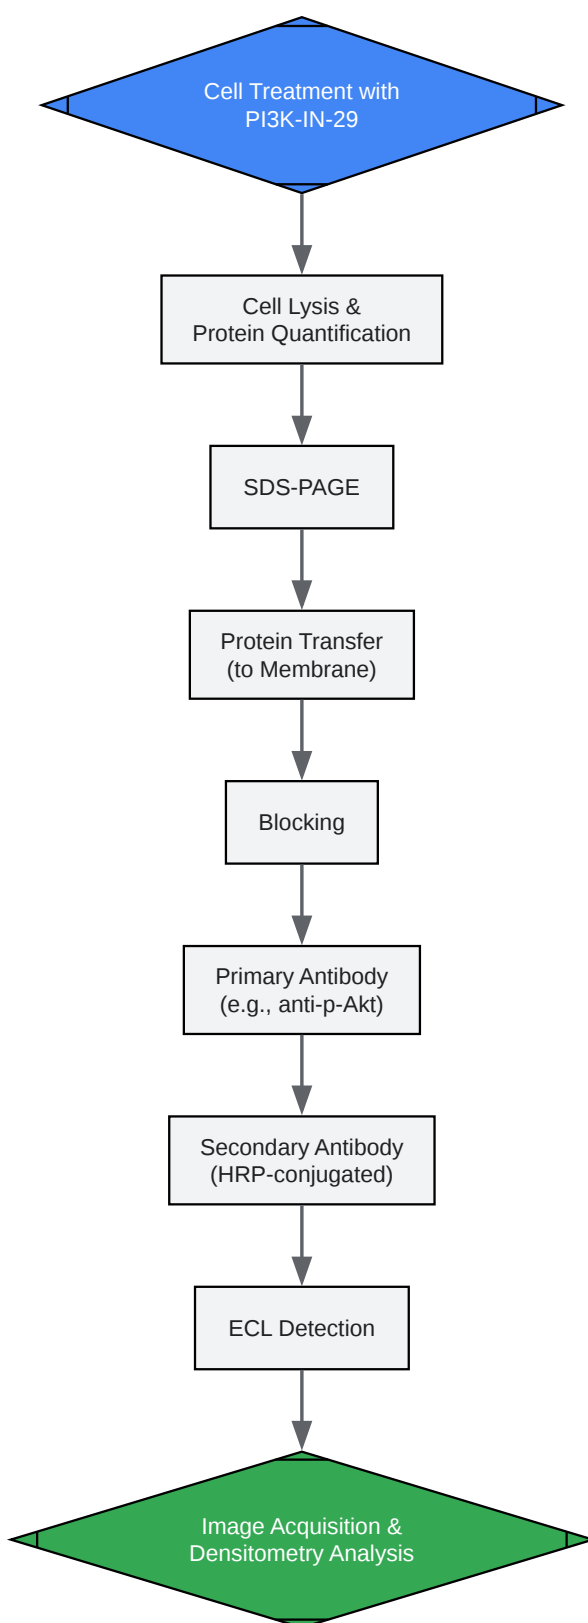 Cell Treatment with
PI3K-IN-29
Cell Lysis &
Protein Quantification
SDS-PAGE
Protein Transfer
(to Membrane)
Blocking
Primary Antibody
(e.g., anti-p-Akt)
Secondary Antibody
(HRP-conjugated)
ECL Detection
Image Acquisition &
Densitometry Analysis